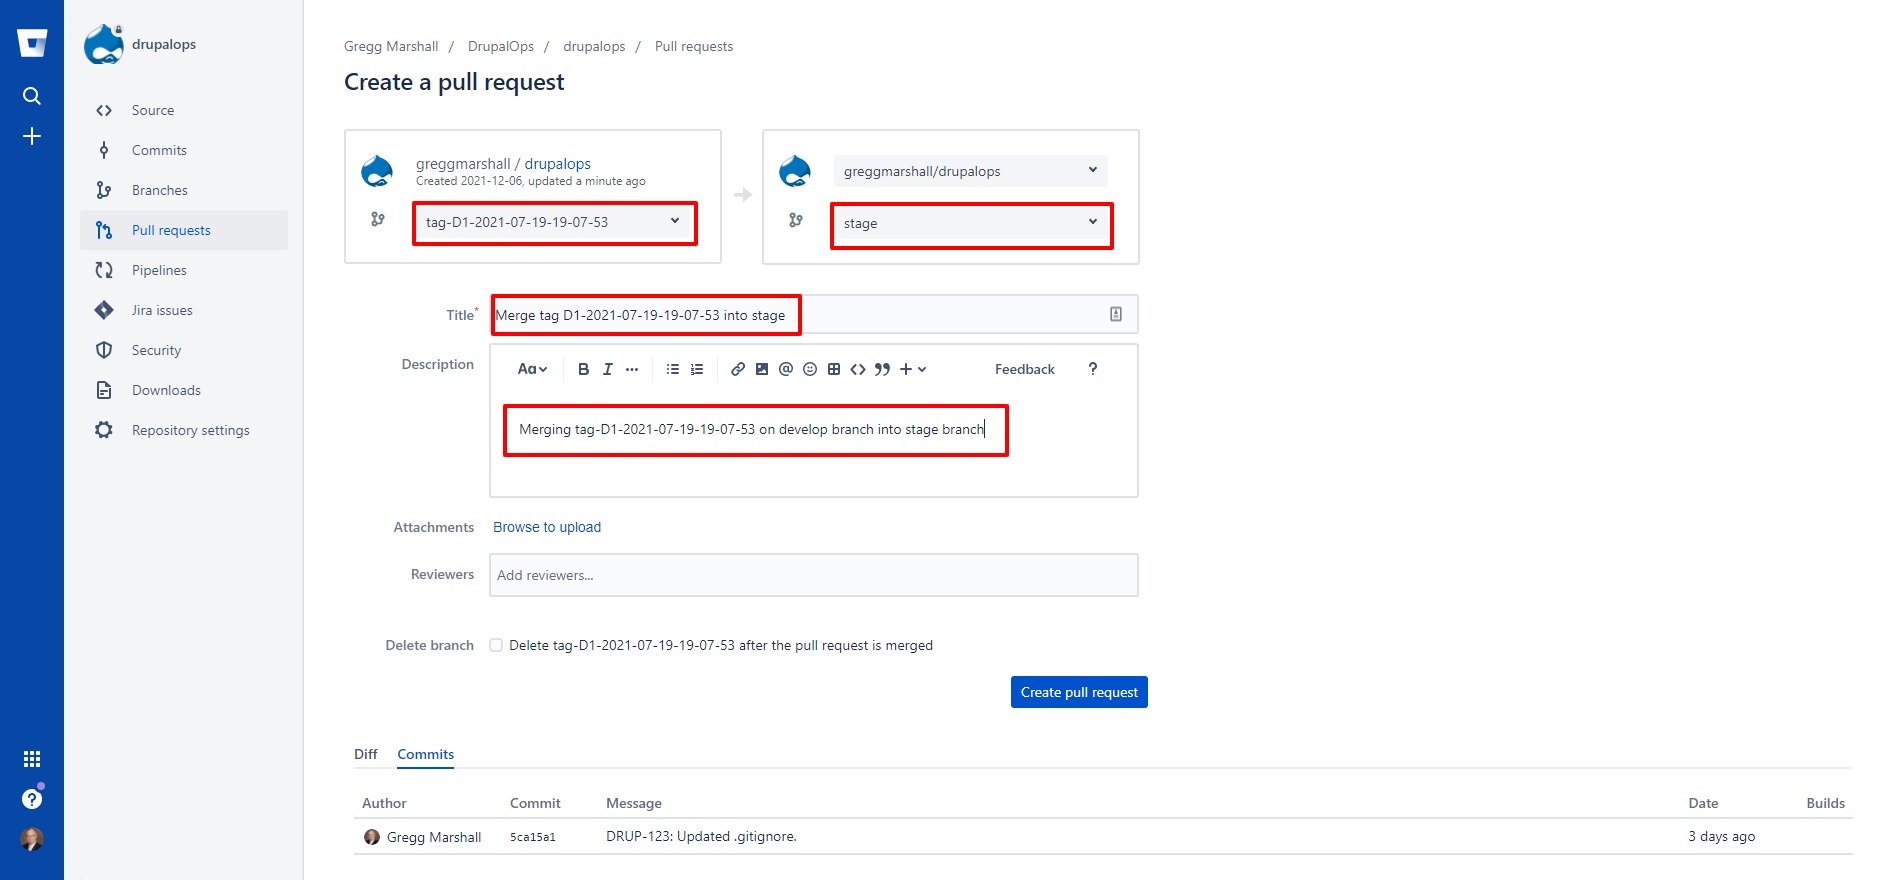 drupalops
Source
Commits
Branches
Pull requests
Pipelines
Jira issues
Security
Downloads
Repository settings
Gregg Marshall / DrupalOps / drupalops / Pull requests
Create a pull request
greggmarshall / drupalops
Created 2021-12-06, updated a minute ago
tag-D1-2021-07-19-19-07-53
greggmarshall/drupalops
stage
Title* Merge tag D1-2021-07-19-19-07-53 into stage
Description
Aa B I ... @ <> + Feedback ?
Merging tag-D1-2021-07-19-19-07-53 on develop branch into stage branch
Attachments Browse to upload
Reviewers Add reviewers...
Delete branch Delete tag-D1-2021-07-19-19-07-53 after the pull request is merged
Create pull request
Diff Commits
Author Commit Message Date Builds
Gregg Marshall 5ca15a1 DRUP-123: Updated .gitignore. 3 days ago